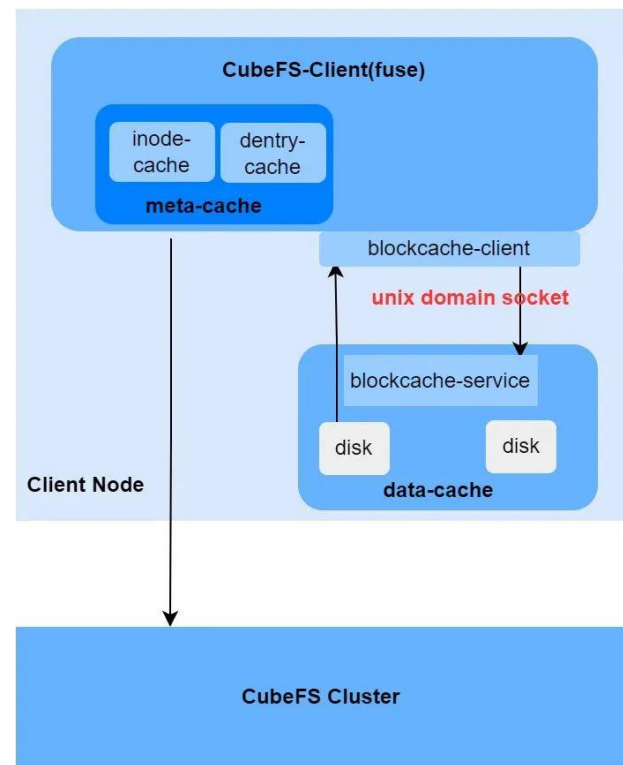 CubeFS-Client(fuse)
inode-
cache
dentry-
cache
meta-cache
blockcache-client
unix domain socket
blockcache-service
disk
disk
data-cache
Client Node
CubeFS Cluster